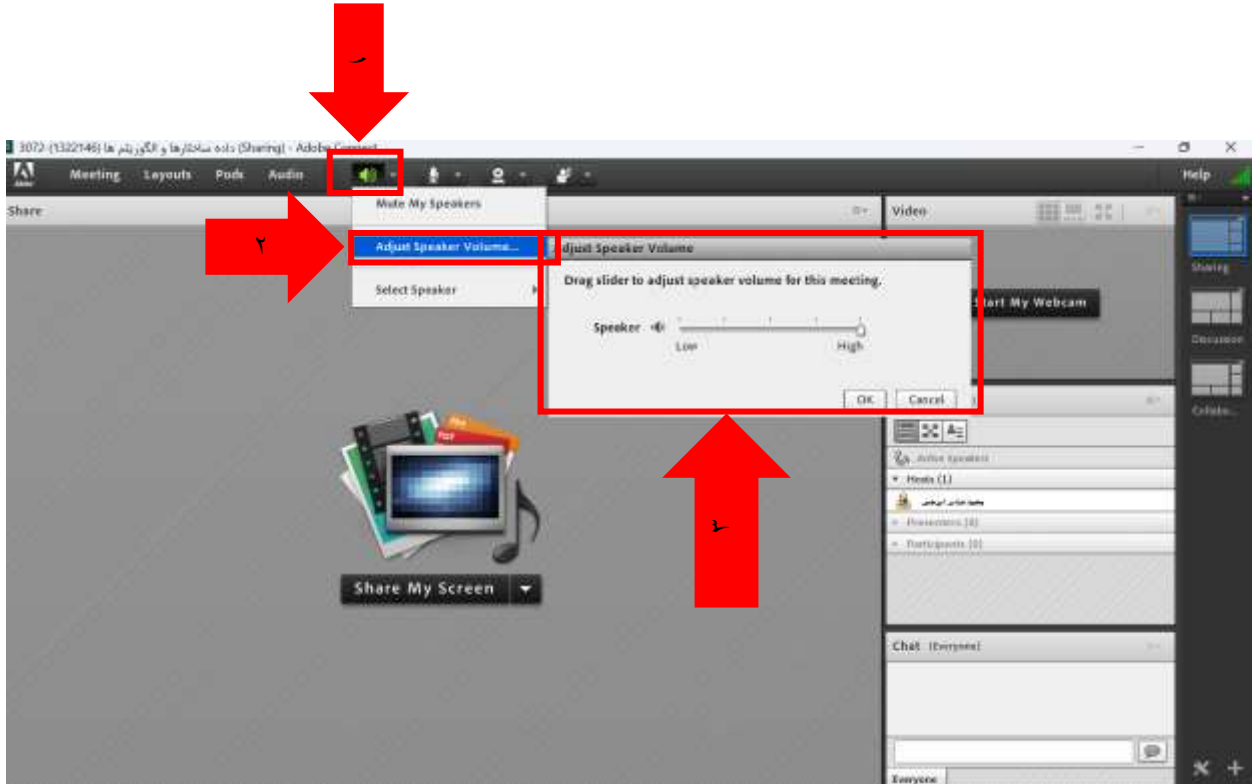 ۱
3072-(1322146) داده ساختارها و الگوریتم ها (Sharing) - Adobe Connect
Meeting Layouts Pods Audio
Help
Share
Mute My Speakers
Adjust Speaker Volume...
Select Speaker
۲
Adjust Speaker Volume
Drag slider to adjust speaker volume for this meeting.
Speaker
Low High
OK Cancel
۳
Video
Start My Webcam
Active Speakers
Hosts (1)
Presenters (0)
Participants (0)
Share My Screen
Chat (Everyone)
Everyone
Sharing
Discussion
Collabo...